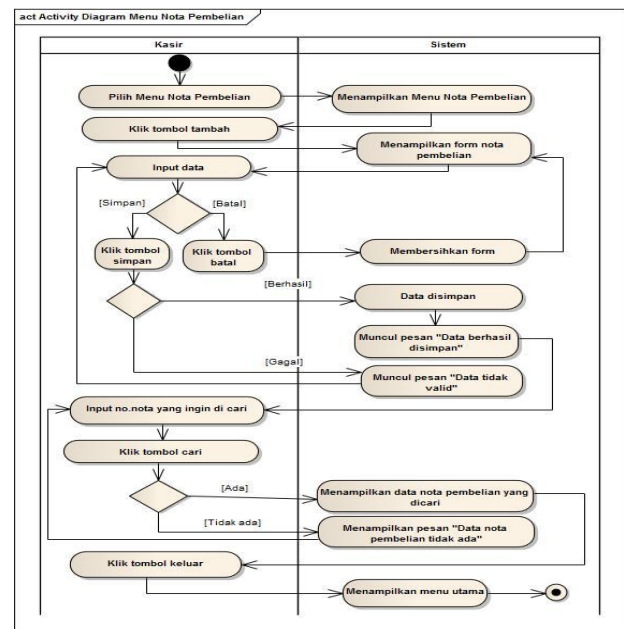 act Activity Diagram Menu Nota Pembelian
Kasir
Sistem
Pilih Menu Nota Pembelian
Menampilkan Menu Nota Pembelian
Klik tombol tambah
Menampilkan form nota
pembelian
Input data
[Simpan]
[Batal]
Klik tombol
simpan
Klik tombol
batal
Membersihkan form
[Berhasil]
Data disimpan
Muncul pesan "Data berhasil
disimpan"
[Gagal]
Muncul pesan "Data tidak
valid"
Input no.nota yang ingin di cari
Klik tombol cari
[Ada]
Menampilkan data nota pembelian yang
dicari
[Tidak ada]
Menampilkan pesan "Data nota
pembelian tidak ada"
Klik tombol keluar
Menampilkan menu utama